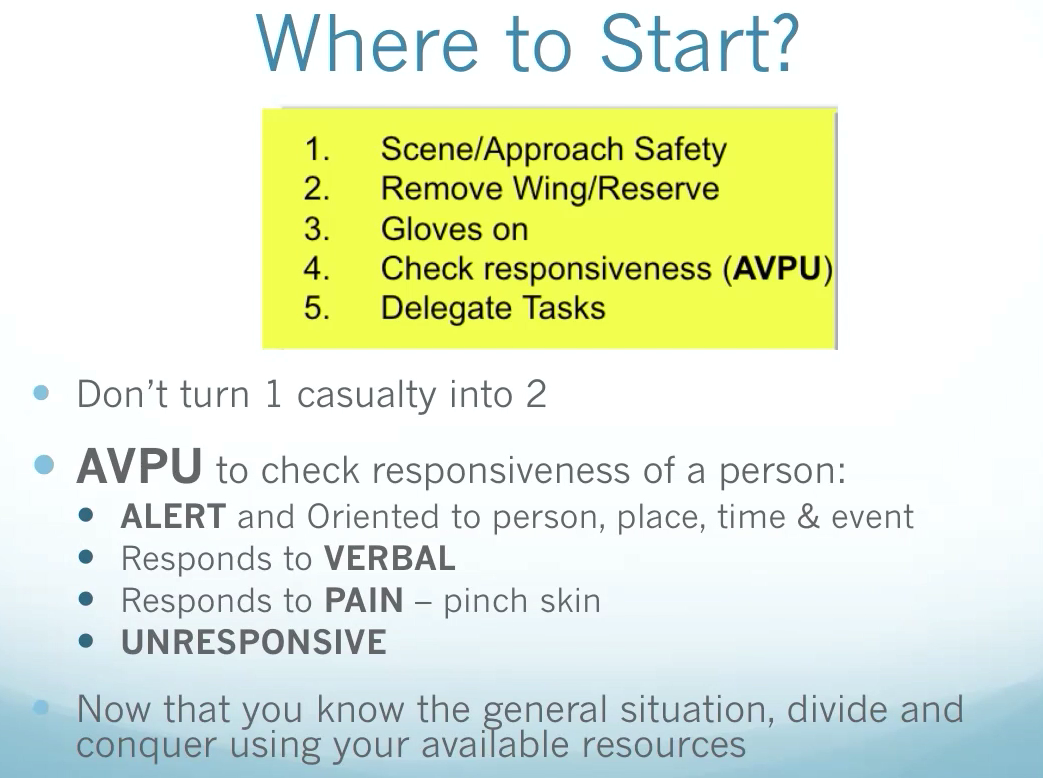 Where to Start?
1. Scene/Approach Safety
2. Remove Wing/Reserve
3. Gloves on
4. Check responsiveness (AVPU)
5. Delegate Tasks
• Don’t turn 1 casualty into 2
• AVPU to check responsiveness of a person:
• ALERT and Oriented to person, place, time & event
• Responds to VERBAL
• Responds to PAIN – pinch skin
• UNRESPONSIVE
• Now that you know the general situation, divide and
conquer using your available resources